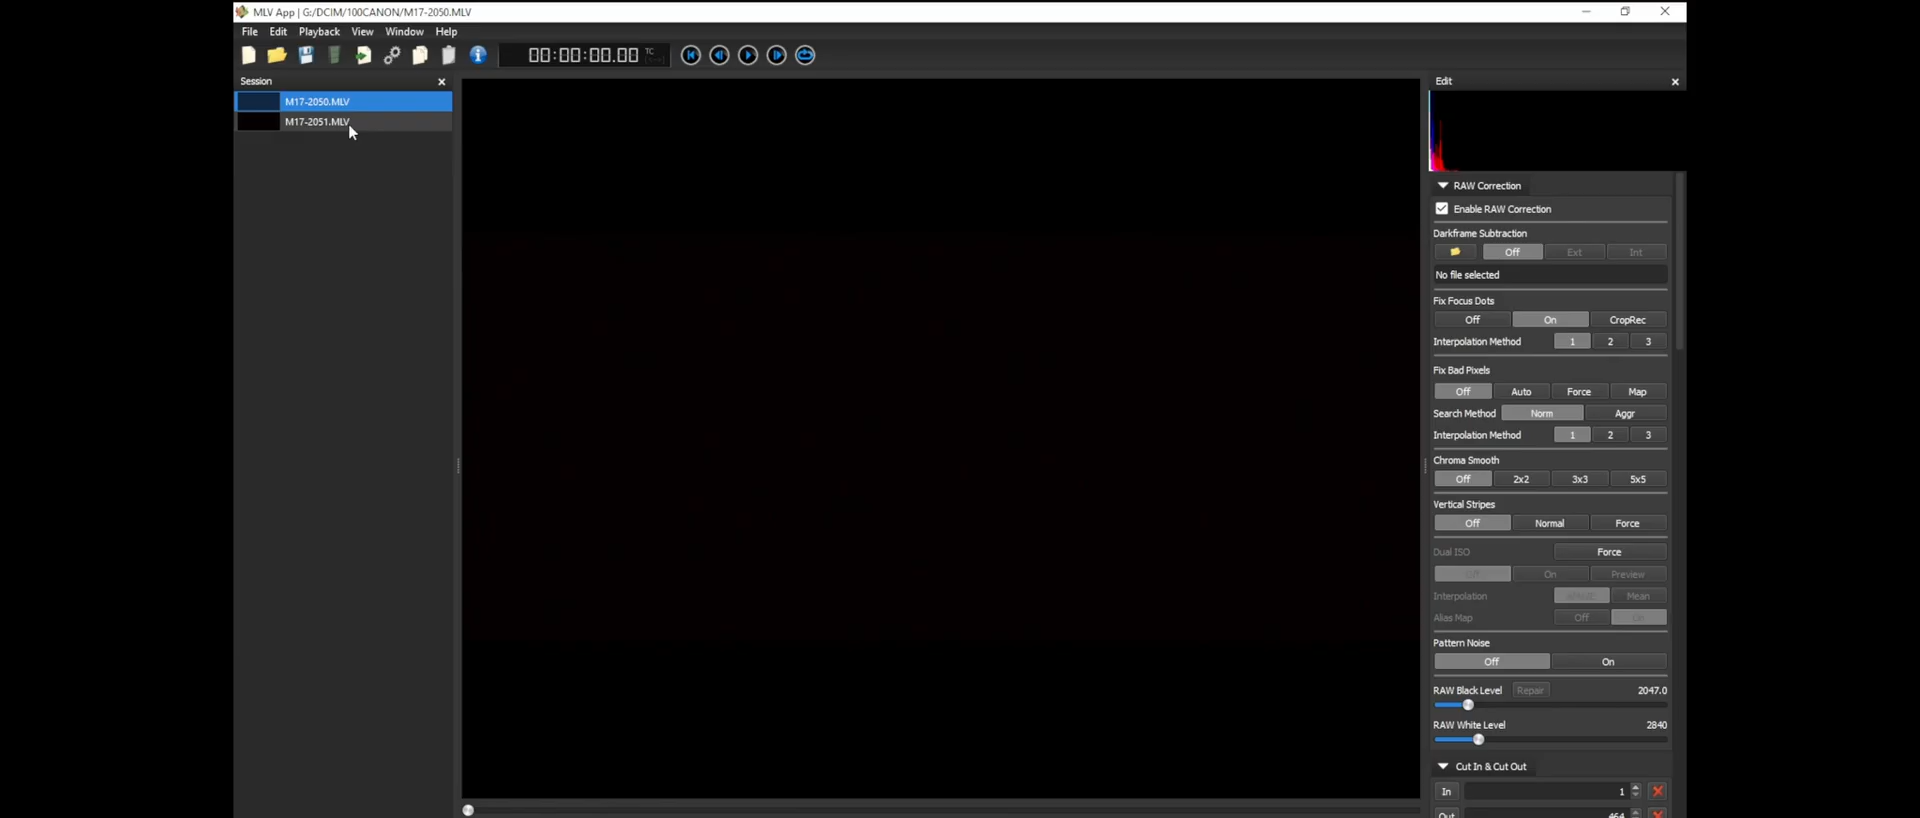 MLV App | G:/DCIM/100CANON/M17-2050.MLV
File Edit Playback View Window Help
00:00:00.00 TC
Session
Edit
M17-2050.MLV
M17-2051.MLV
RAW Correction
Enable RAW Correction
Darkframe Subtraction
Off Ext Int
No file selected
Fix Focus Dots
Off On CropRec
Interpolation Method 1 2 3
Fix Bad Pixels
Off Auto Force Map
Search Method Norm Aggr
Interpolation Method 1 2 3
Chroma Smooth
Off 2x2 3x3 5x5
Vertical Stripes
Off Normal Force
Dual ISO Force
Off On Preview
Interpolation Mean
Alias Map Off On
Pattern Noise
Off On
RAW Black Level Repair 2047.0
RAW White Level 2840
Cut In & Cut Out
In 1
Out 464